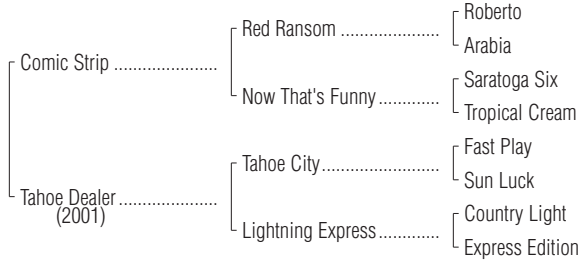 Roberto
Red Ransom ..................
Arabia
Comic Strip .....................
Saratoga Six
Now That's Funny............
Tropical Cream
Fast Play
Tahoe City........................
Sun Luck
Tahoe Dealer....................
(2001)
Country Light
Lightning Express............
Express Edition